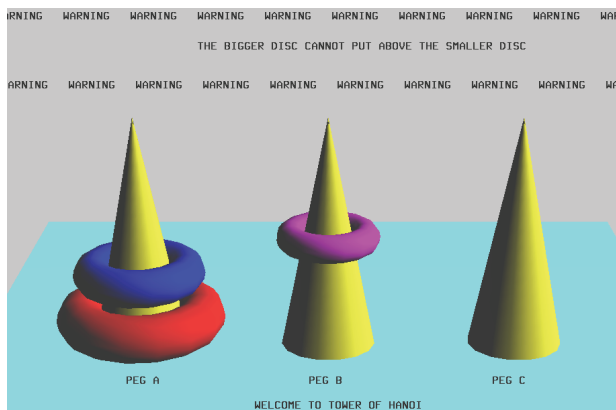 WARNING WARNING WARNING WARNING WARNING WARNING WARNING WARNING
THE BIGGER DISC CANNOT PUT ABOVE THE SMALLER DISC
WARNING WARNING WARNING WARNING WARNING WARNING WARNING WARNING
PEG A PEG B PEG C
WELCOME TO TOWER OF HANOI